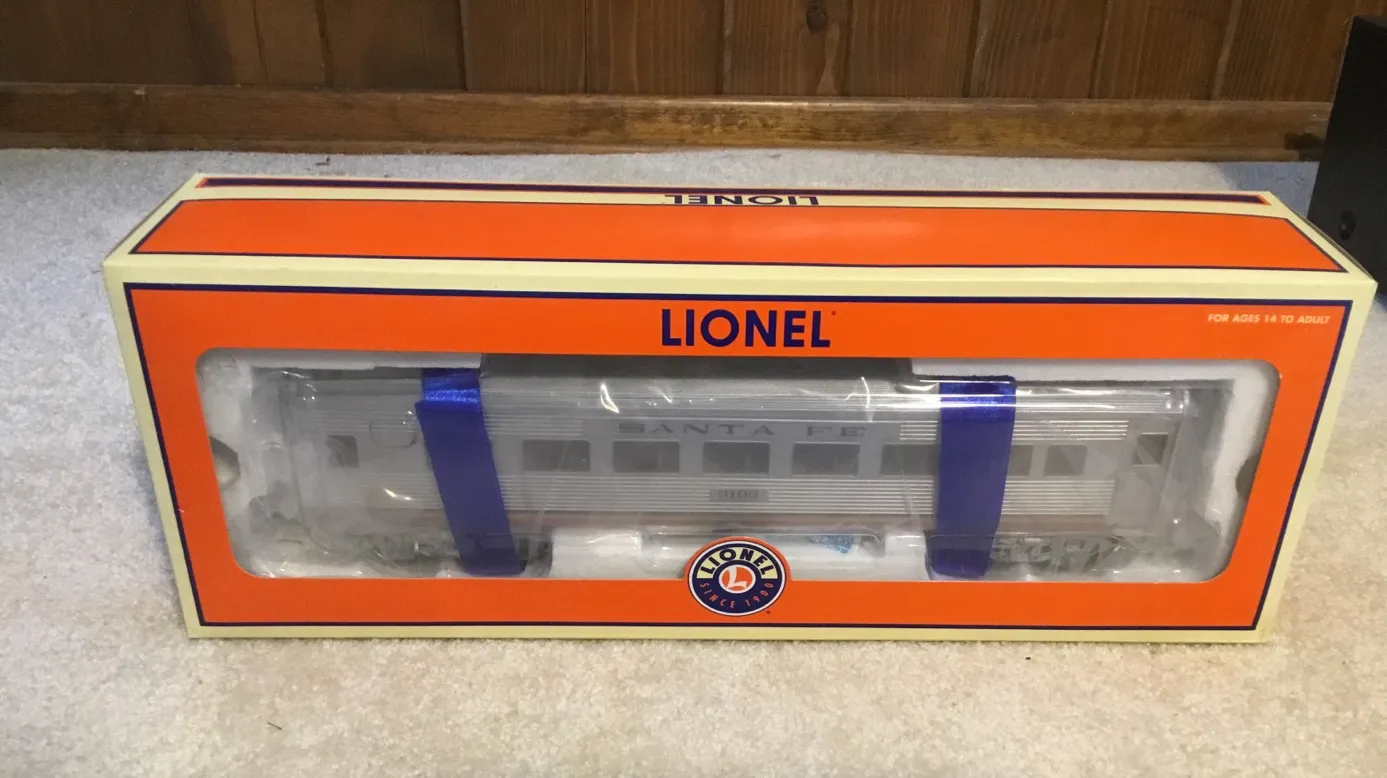 LIONEL
LIONEL
FOR AGES 14 TO ADULT
SANTA FE
LIONEL
L
SINCE 1900